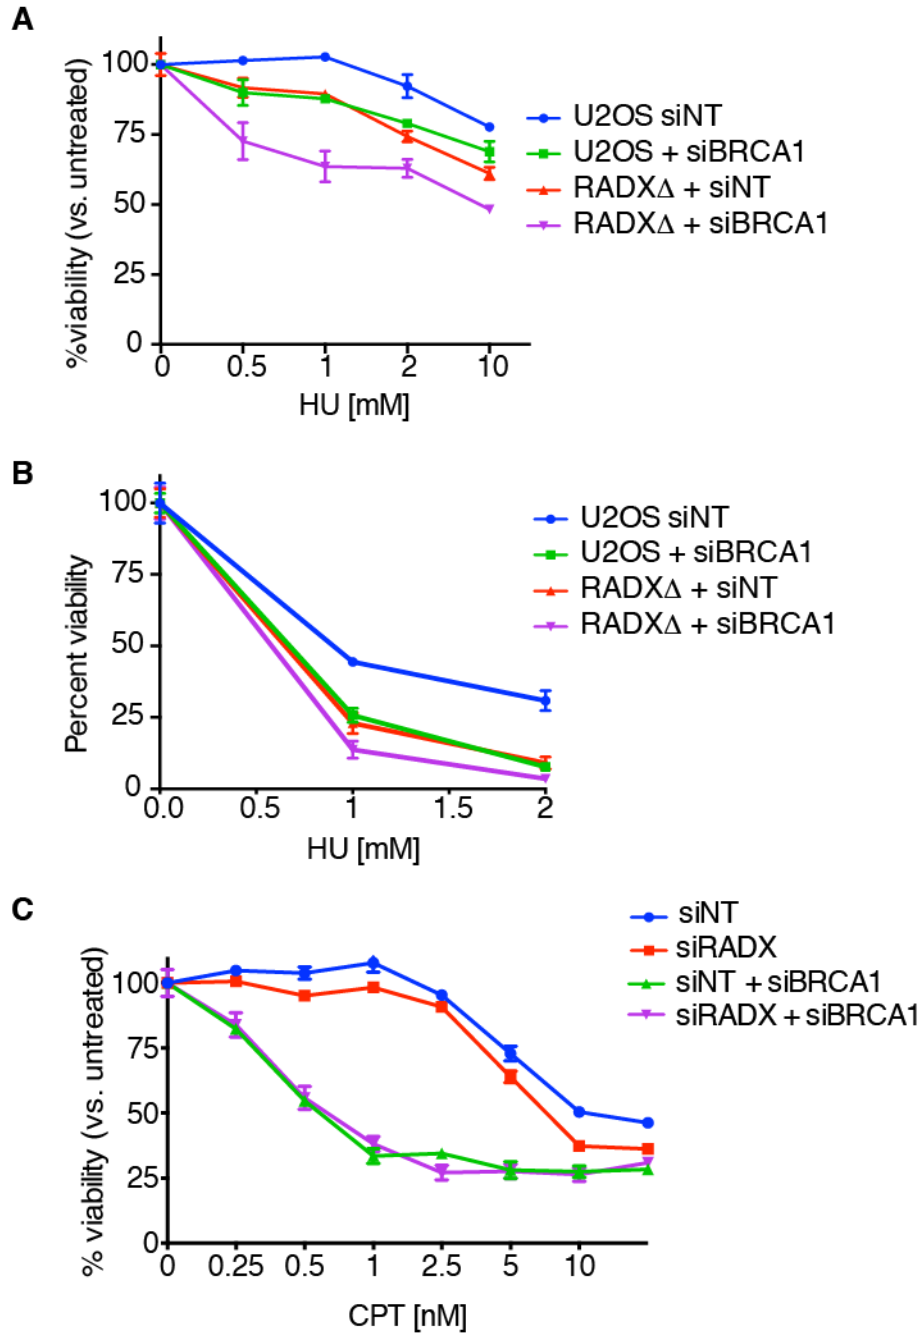 A
%viability (vs. untreated)
100
75
50
25
0
0 0.5 1 2 10
HU [mM]
U2OS siNT
U2OS + siBRCA1
RADXΔ + siNT
RADXΔ + siBRCA1
B
Percent viability
100
75
50
25
0
0.0 0.5 1 1.5 2
HU [mM]
U2OS siNT
U2OS + siBRCA1
RADXΔ + siNT
RADXΔ + siBRCA1
C
% viability (vs. untreated)
100
75
50
25
0
0 0.25 0.5 1 2.5 5 10
CPT [nM]
siNT
siRADX
siNT + siBRCA1
siRADX + siBRCA1